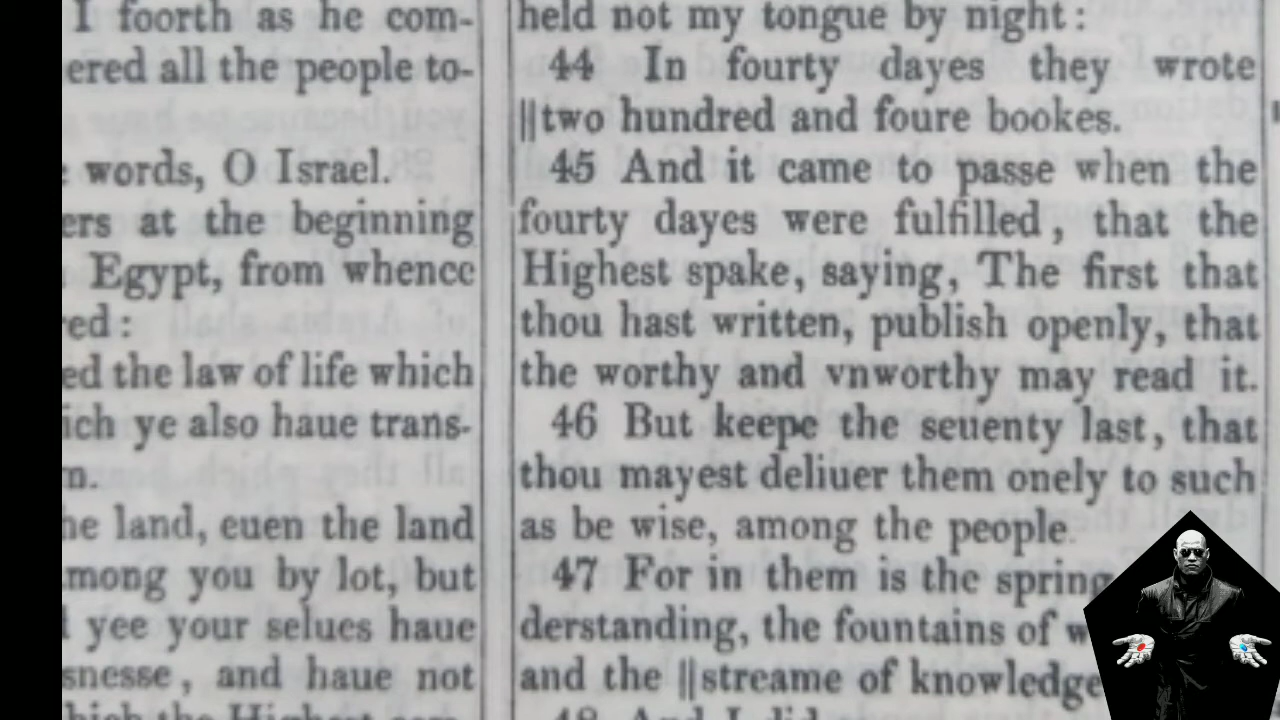 I foorth as he com-
ered all the people to-
words, O Israel.
ers at the beginning
Egypt, from whence
red:
ed the law of life which
ich ye also haue trans-
m.
he land, euen the land
among you by lot, but
yee your selues haue
snesse, and haue not
held not my tongue by night:
44 In fourty dayes they wrote
||two hundred and foure bookes.
45 And it came to passe when the
fourty dayes were fulfilled, that the
Highest spake, saying, The first that
thou hast written, publish openly, that
the worthy and vnworthy may read it.
46 But keepe the seuenty last, that
thou mayest deliuer them onely to such
as be wise, among the people.
47 For in them is the spring
derstanding, the fountains of w
and the ||streame of knowledge
48 And I did